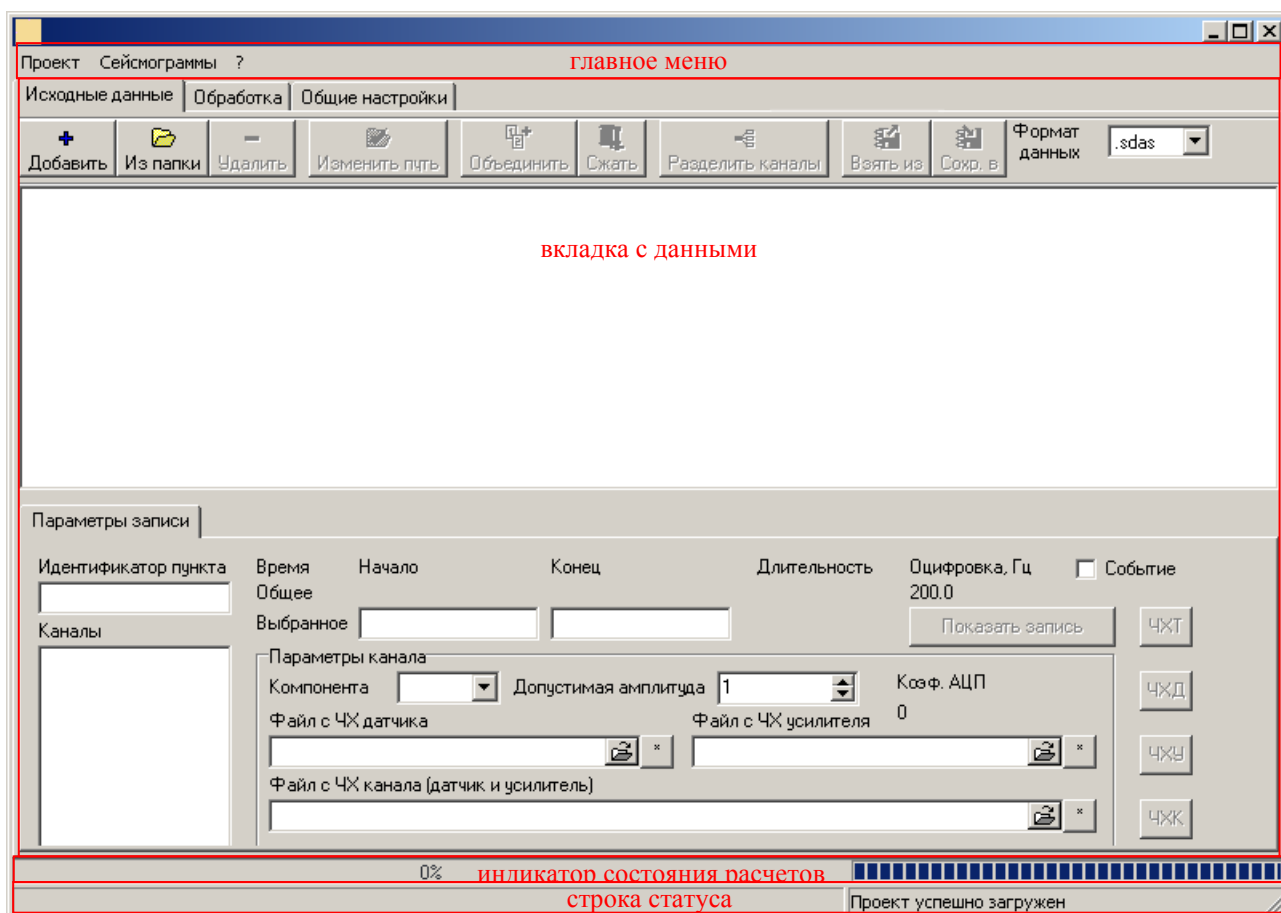 Проект Сейсмограммы ? главное меню
Исходные данные Обработка Общие настройки
Добавить Из папки Удалить Изменить путь Объединить Сжать Разделить каналы Взять из Сохр. в Формат данных .sdas
вкладка с данными
Параметры записи
Идентификатор пункта Время Начало Конец Длительность Оцифровка, Гц Событие
Общее 200.0
Каналы Выбранное Показать запись ЧХТ
Параметры канала
Компонента Допустимая амплитуда 1 Коэф. АЦП ЧХД
Файл с ЧХ датчика Файл с ЧХ усилителя 0
* * ЧХУ
Файл с ЧХ канала (датчик и усилитель)
* ЧХК
0% индикатор состояния расчетов
строка статуса Проект успешно загружен